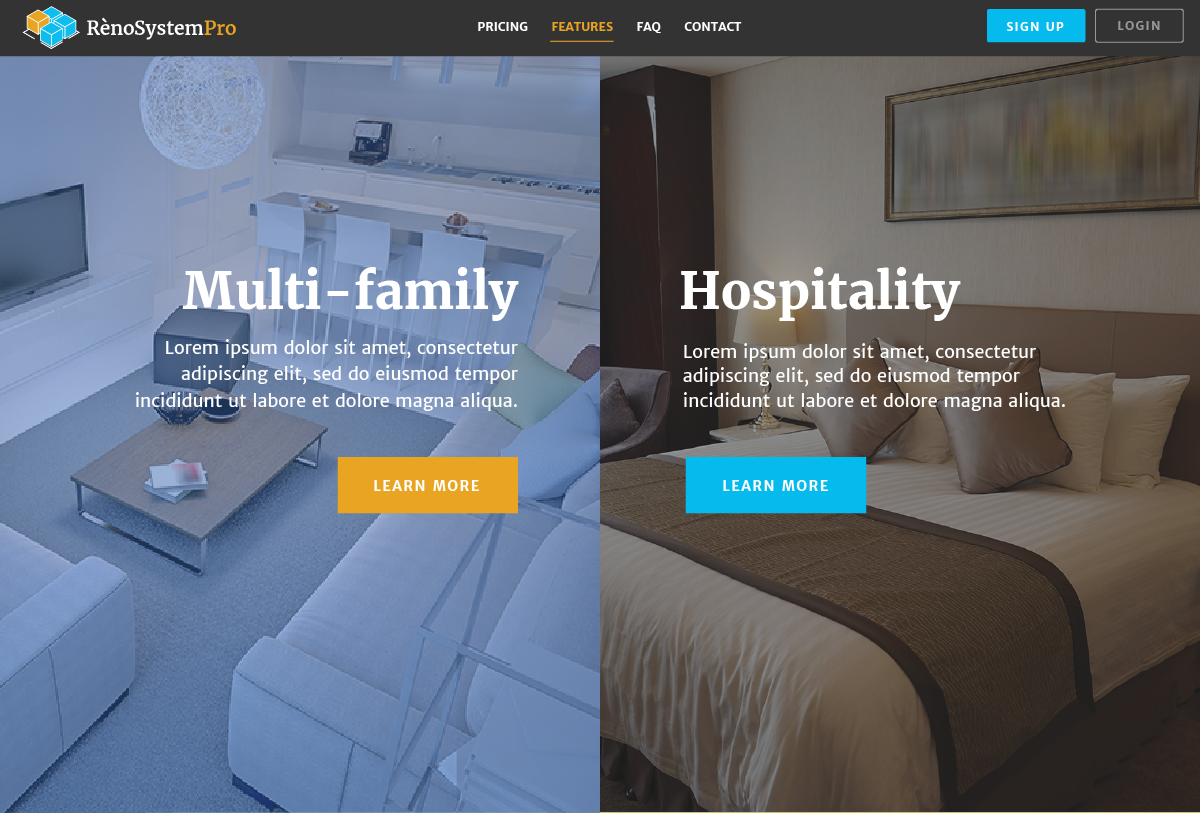 RènoSystemPro
PRICING
FEATURES
FAQ
CONTACT
SIGN UP
LOGIN
Multi-family
Lorem ipsum dolor sit amet, consectetur
adipiscing elit, sed do eiusmod tempor
incididunt ut labore et dolore magna aliqua.
LEARN MORE
Hospitality
Lorem ipsum dolor sit amet, consectetur
adipiscing elit, sed do eiusmod tempor
incididunt ut labore et dolore magna aliqua.
LEARN MORE